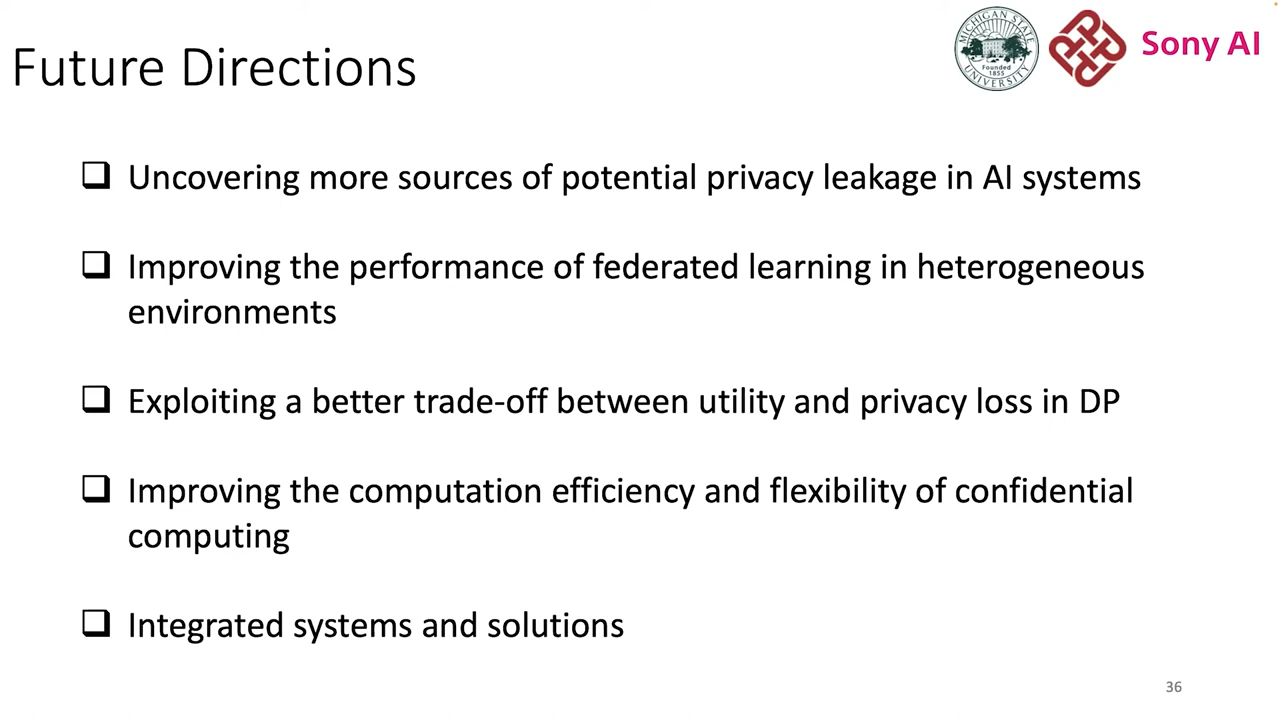 Future Directions
MICHIGAN STATE UNIVERSITY
Founded
1855
Sony AI
Uncovering more sources of potential privacy leakage in AI systems
Improving the performance of federated learning in heterogeneous
environments
Exploiting a better trade-off between utility and privacy loss in DP
Improving the computation efficiency and flexibility of confidential
computing
Integrated systems and solutions
36